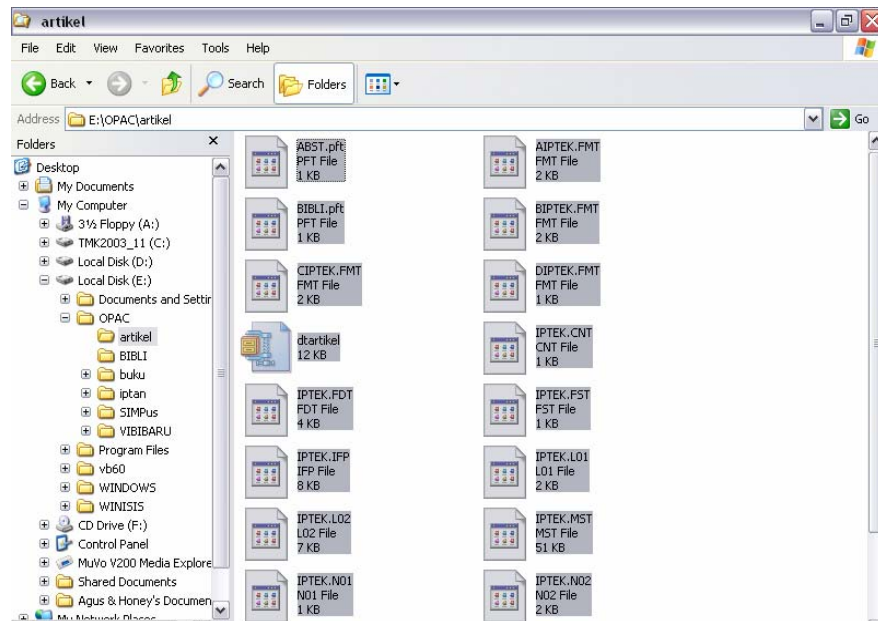 artikel
File Edit View Favorites Tools Help
Back Search Folders
Address E:\OPAC\artikel Go
Folders
Desktop
My Documents
My Computer
3½ Floppy (A:)
TMK2003_11 (C:)
Local Disk (D:)
Local Disk (E:)
Documents and Settir
OPAC
artikel
BIBLI
buku
iptan
SIMPus
VIBIBARU
Program Files
vb60
WINDOWS
WINISIS
CD Drive (F:)
Control Panel
MuVo V200 Media Explore
Shared Documents
Agus & Honey's Documen
My Network Places
ABST.pft
PFT File
1 KB
AIPTEK.FMT
FMT File
2 KB
BIBLI.pft
PFT File
1 KB
BIPTEK.FMT
FMT File
2 KB
CIPTEK.FMT
FMT File
2 KB
DIPTEK.FMT
FMT File
1 KB
dtartikel
12 KB
IPTEK.CNT
CNT File
1 KB
IPTEK.FDT
FDT File
4 KB
IPTEK.FST
FST File
1 KB
IPTEK.IFP
IFP File
8 KB
IPTEK.L01
L01 File
2 KB
IPTEK.L02
L02 File
7 KB
IPTEK.MST
MST File
51 KB
IPTEK.N01
N01 File
1 KB
IPTEK.N02
N02 File
2 KB